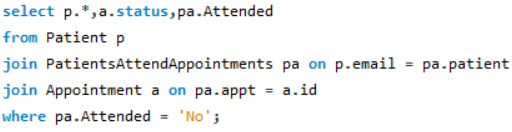 select p.*,a.status,pa.Attended
from Patient p
join PatientsAttendAppointments pa on p.email = pa.patient
join Appointment a on pa.appt = a.id
where pa.Attended = 'No';